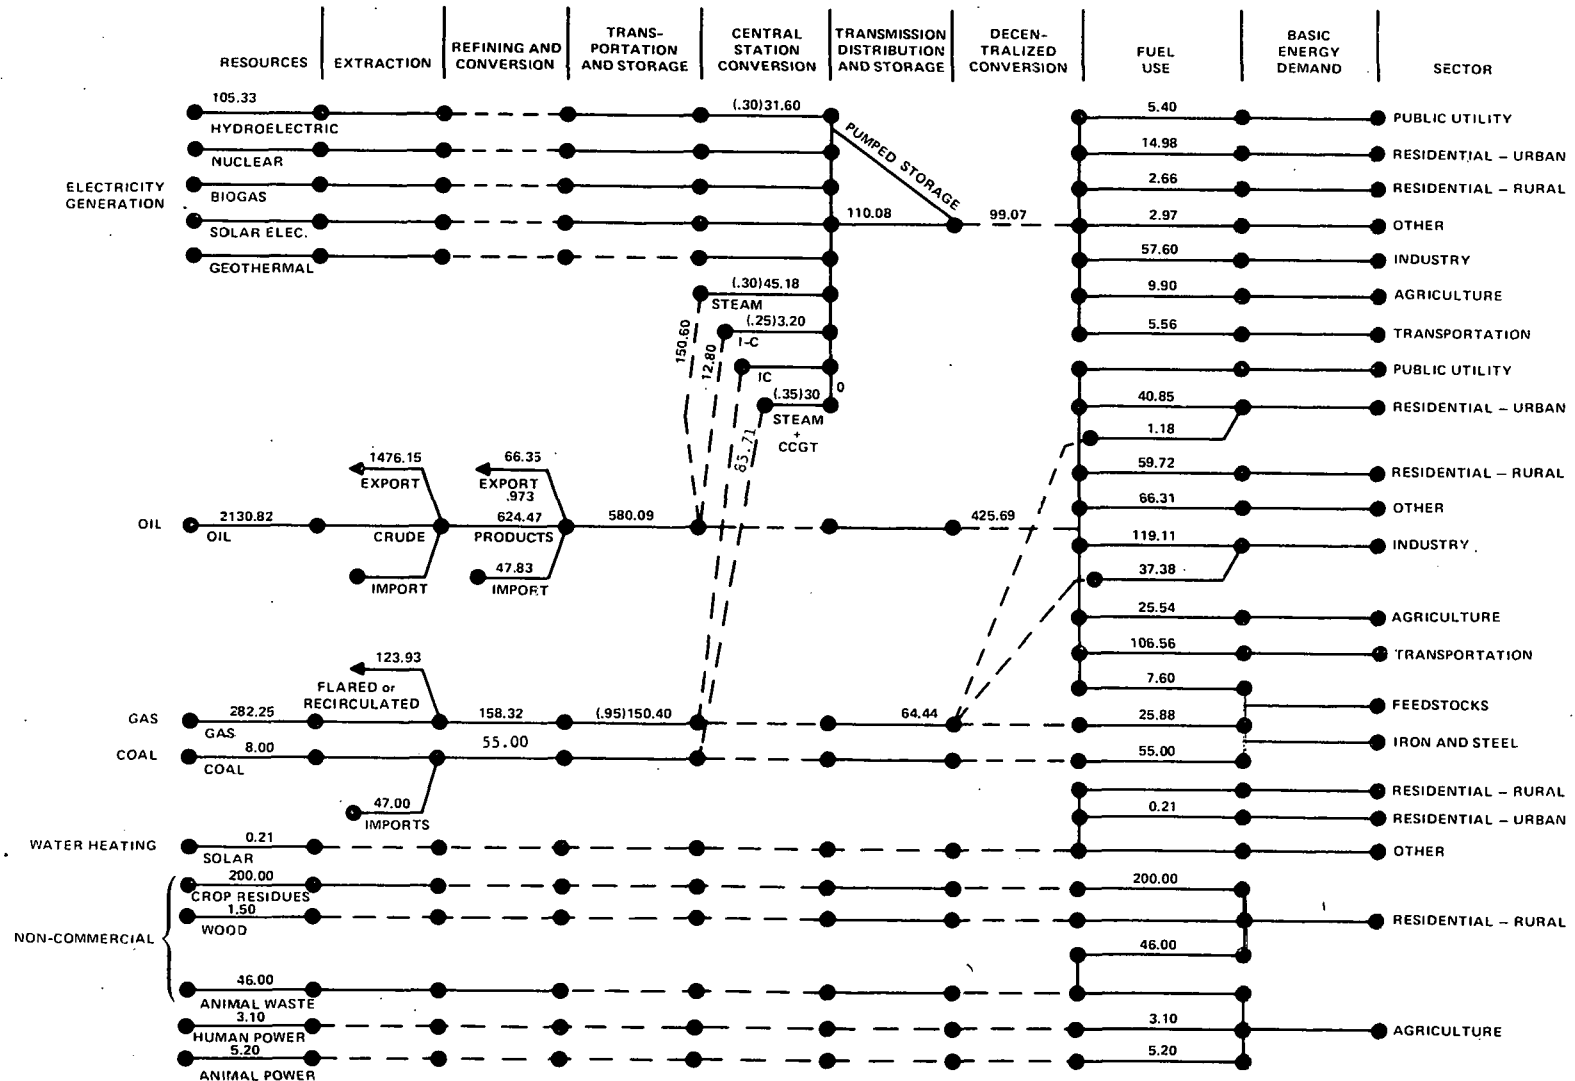 RESOURCES
EXTRACTION
REFINING AND
CONVERSION
TRANS-
PORTATION
AND STORAGE
CENTRAL
STATION
CONVERSION
TRANSMISSION
DISTRIBUTION
AND STORAGE
DECEN-
TRALIZED
CONVERSION
FUEL
USE
BASIC
ENERGY
DEMAND
SECTOR
ELECTRICITY
GENERATION
105.33
HYDROELECTRIC
(.30)31.60
NUCLEAR
BIOGAS
SOLAR ELEC.
GEOTHERMAL
PUMPED STORAGE
110.08
99.07
5.40
PUBLIC UTILITY
14.98
RESIDENTIAL – URBAN
2.66
RESIDENTIAL – RURAL
2.97
OTHER
57.60
INDUSTRY
9.90
AGRICULTURE
5.56
TRANSPORTATION
(.30)45.18
STEAM
150.60
(.25)3.20
I-C
12.80
IC
(.35)30
0
STEAM
+
CCGT
85.71
PUBLIC UTILITY
40.85
RESIDENTIAL – URBAN
1.18
59.72
RESIDENTIAL – RURAL
66.31
OTHER
119.11
INDUSTRY
37.38
25.54
AGRICULTURE
106.56
TRANSPORTATION
7.60
OIL
2130.82
OIL
1476.15
EXPORT
CRUDE
IMPORT
66.35
EXPORT
.973
624.47
PRODUCTS
47.83
IMPORT
580.09
425.69
GAS
282.25
GAS
123.93
FLARED or
RECIRCULATED
158.32
(.95)150.40
64.44
25.88
FEEDSTOCKS
COAL
8.00
COAL
55.00
47.00
IMPORTS
55.00
IRON AND STEEL
RESIDENTIAL – RURAL
0.21
RESIDENTIAL – URBAN
WATER HEATING
0.21
SOLAR
OTHER
NON-COMMERCIAL
200.00
CROP RESIDUES
200.00
1.50
WOOD
RESIDENTIAL – RURAL
46.00
46.00
ANIMAL WASTE
3.10
HUMAN POWER
3.10
AGRICULTURE
5.20
ANIMAL POWER
5.20